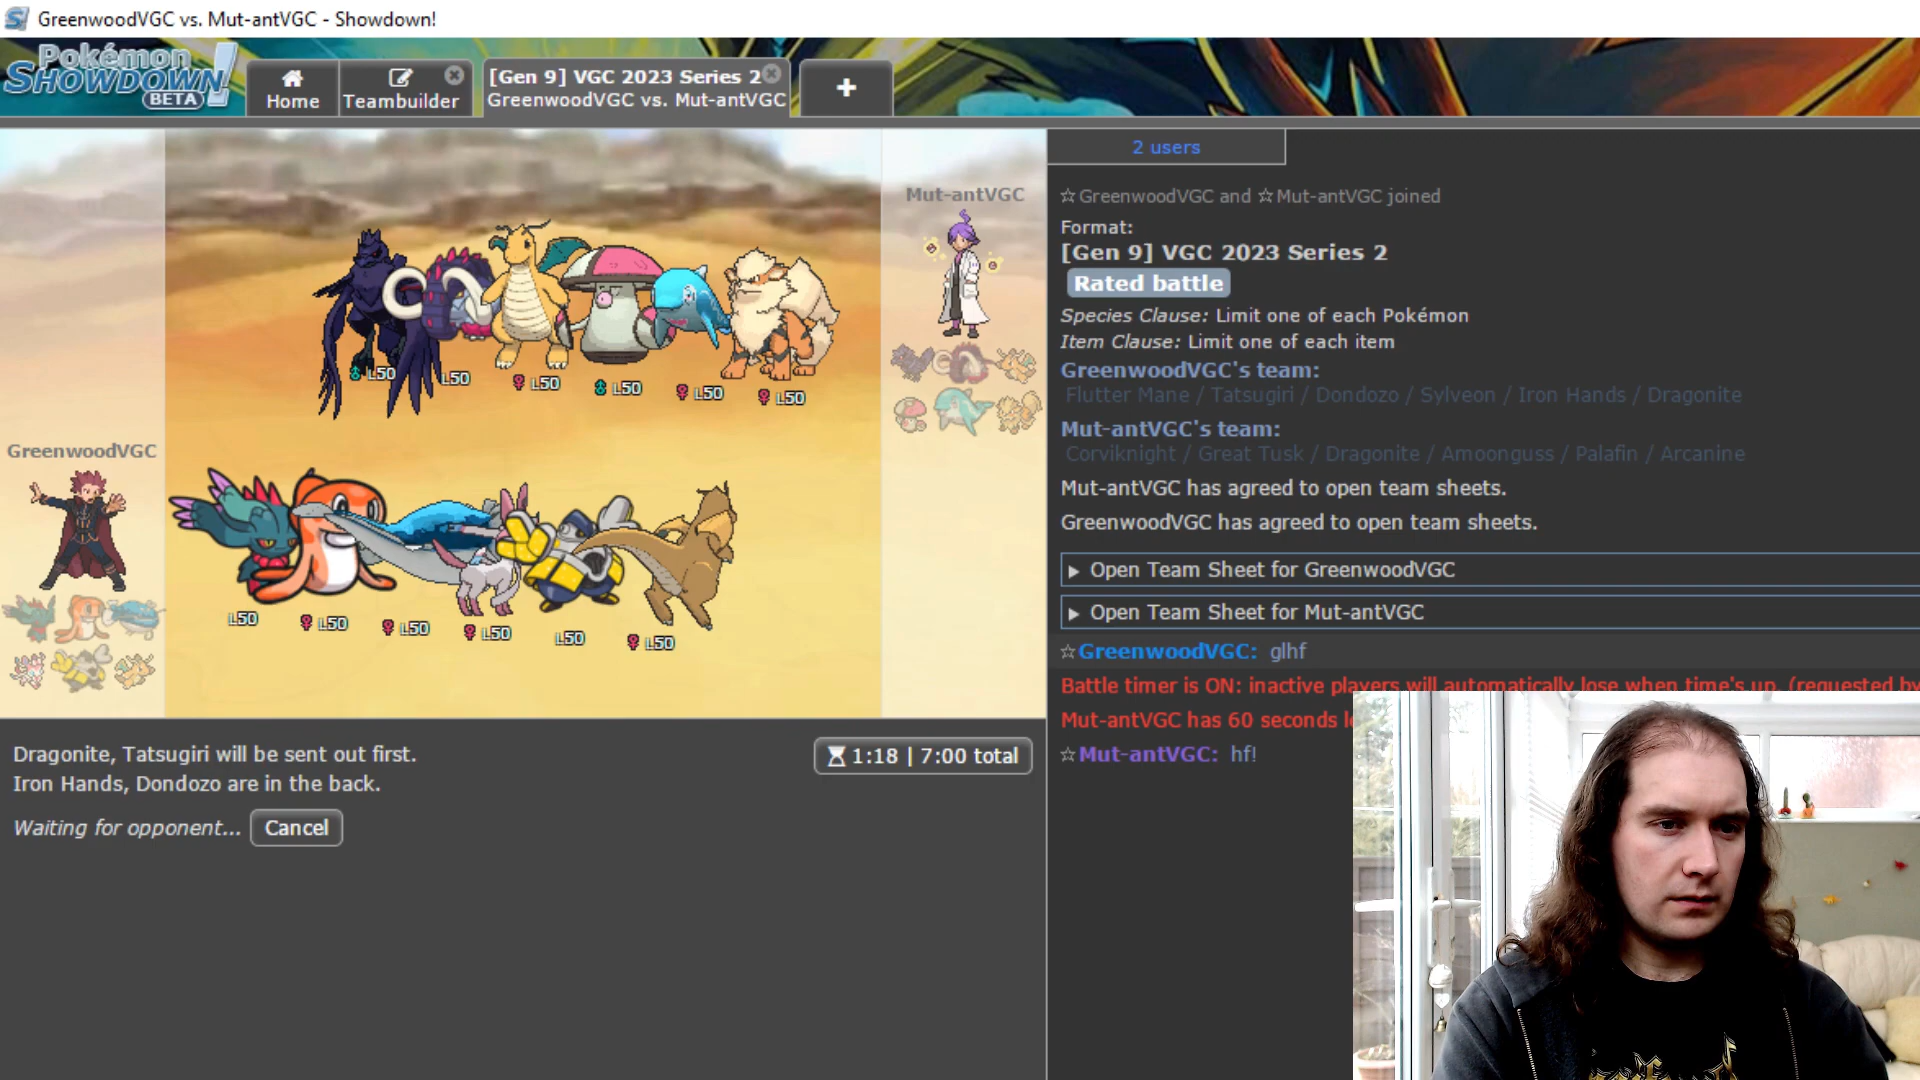 GreenwoodVGC vs. Mut-antVGC - Showdown!
Pokémon
SHOWDOWN!
BETA
Home
Teambuilder
[Gen 9] VGC 2023 Series 2
GreenwoodVGC vs. Mut-antVGC
+
2 users
☆GreenwoodVGC and ☆Mut-antVGC joined
Format:
[Gen 9] VGC 2023 Series 2
Rated battle
Species Clause: Limit one of each Pokémon
Item Clause: Limit one of each item
GreenwoodVGC's team:
Flutter Mane / Tatsugiri / Dondozo / Sylveon / Iron Hands / Dragonite
Mut-antVGC's team:
Corviknight / Great Tusk / Dragonite / Amoonguss / Palafin / Arcanine
Mut-antVGC has agreed to open team sheets.
GreenwoodVGC has agreed to open team sheets.
▶ Open Team Sheet for GreenwoodVGC
▶ Open Team Sheet for Mut-antVGC
☆GreenwoodVGC: glhf
Battle timer is ON: inactive players will automatically lose when time's up. (requested by
Mut-antVGC has 60 seconds
☆Mut-antVGC: hf!
Mut-antVGC
♂ L50
L50
♀ L50
♂ L50
♀ L50
♀ L50
GreenwoodVGC
L50
♀ L50
♀ L50
♀ L50
L50
♀ L50
Dragonite, Tatsugiri will be sent out first.
Iron Hands, Dondozo are in the back.
1:18 | 7:00 total
Waiting for opponent... Cancel